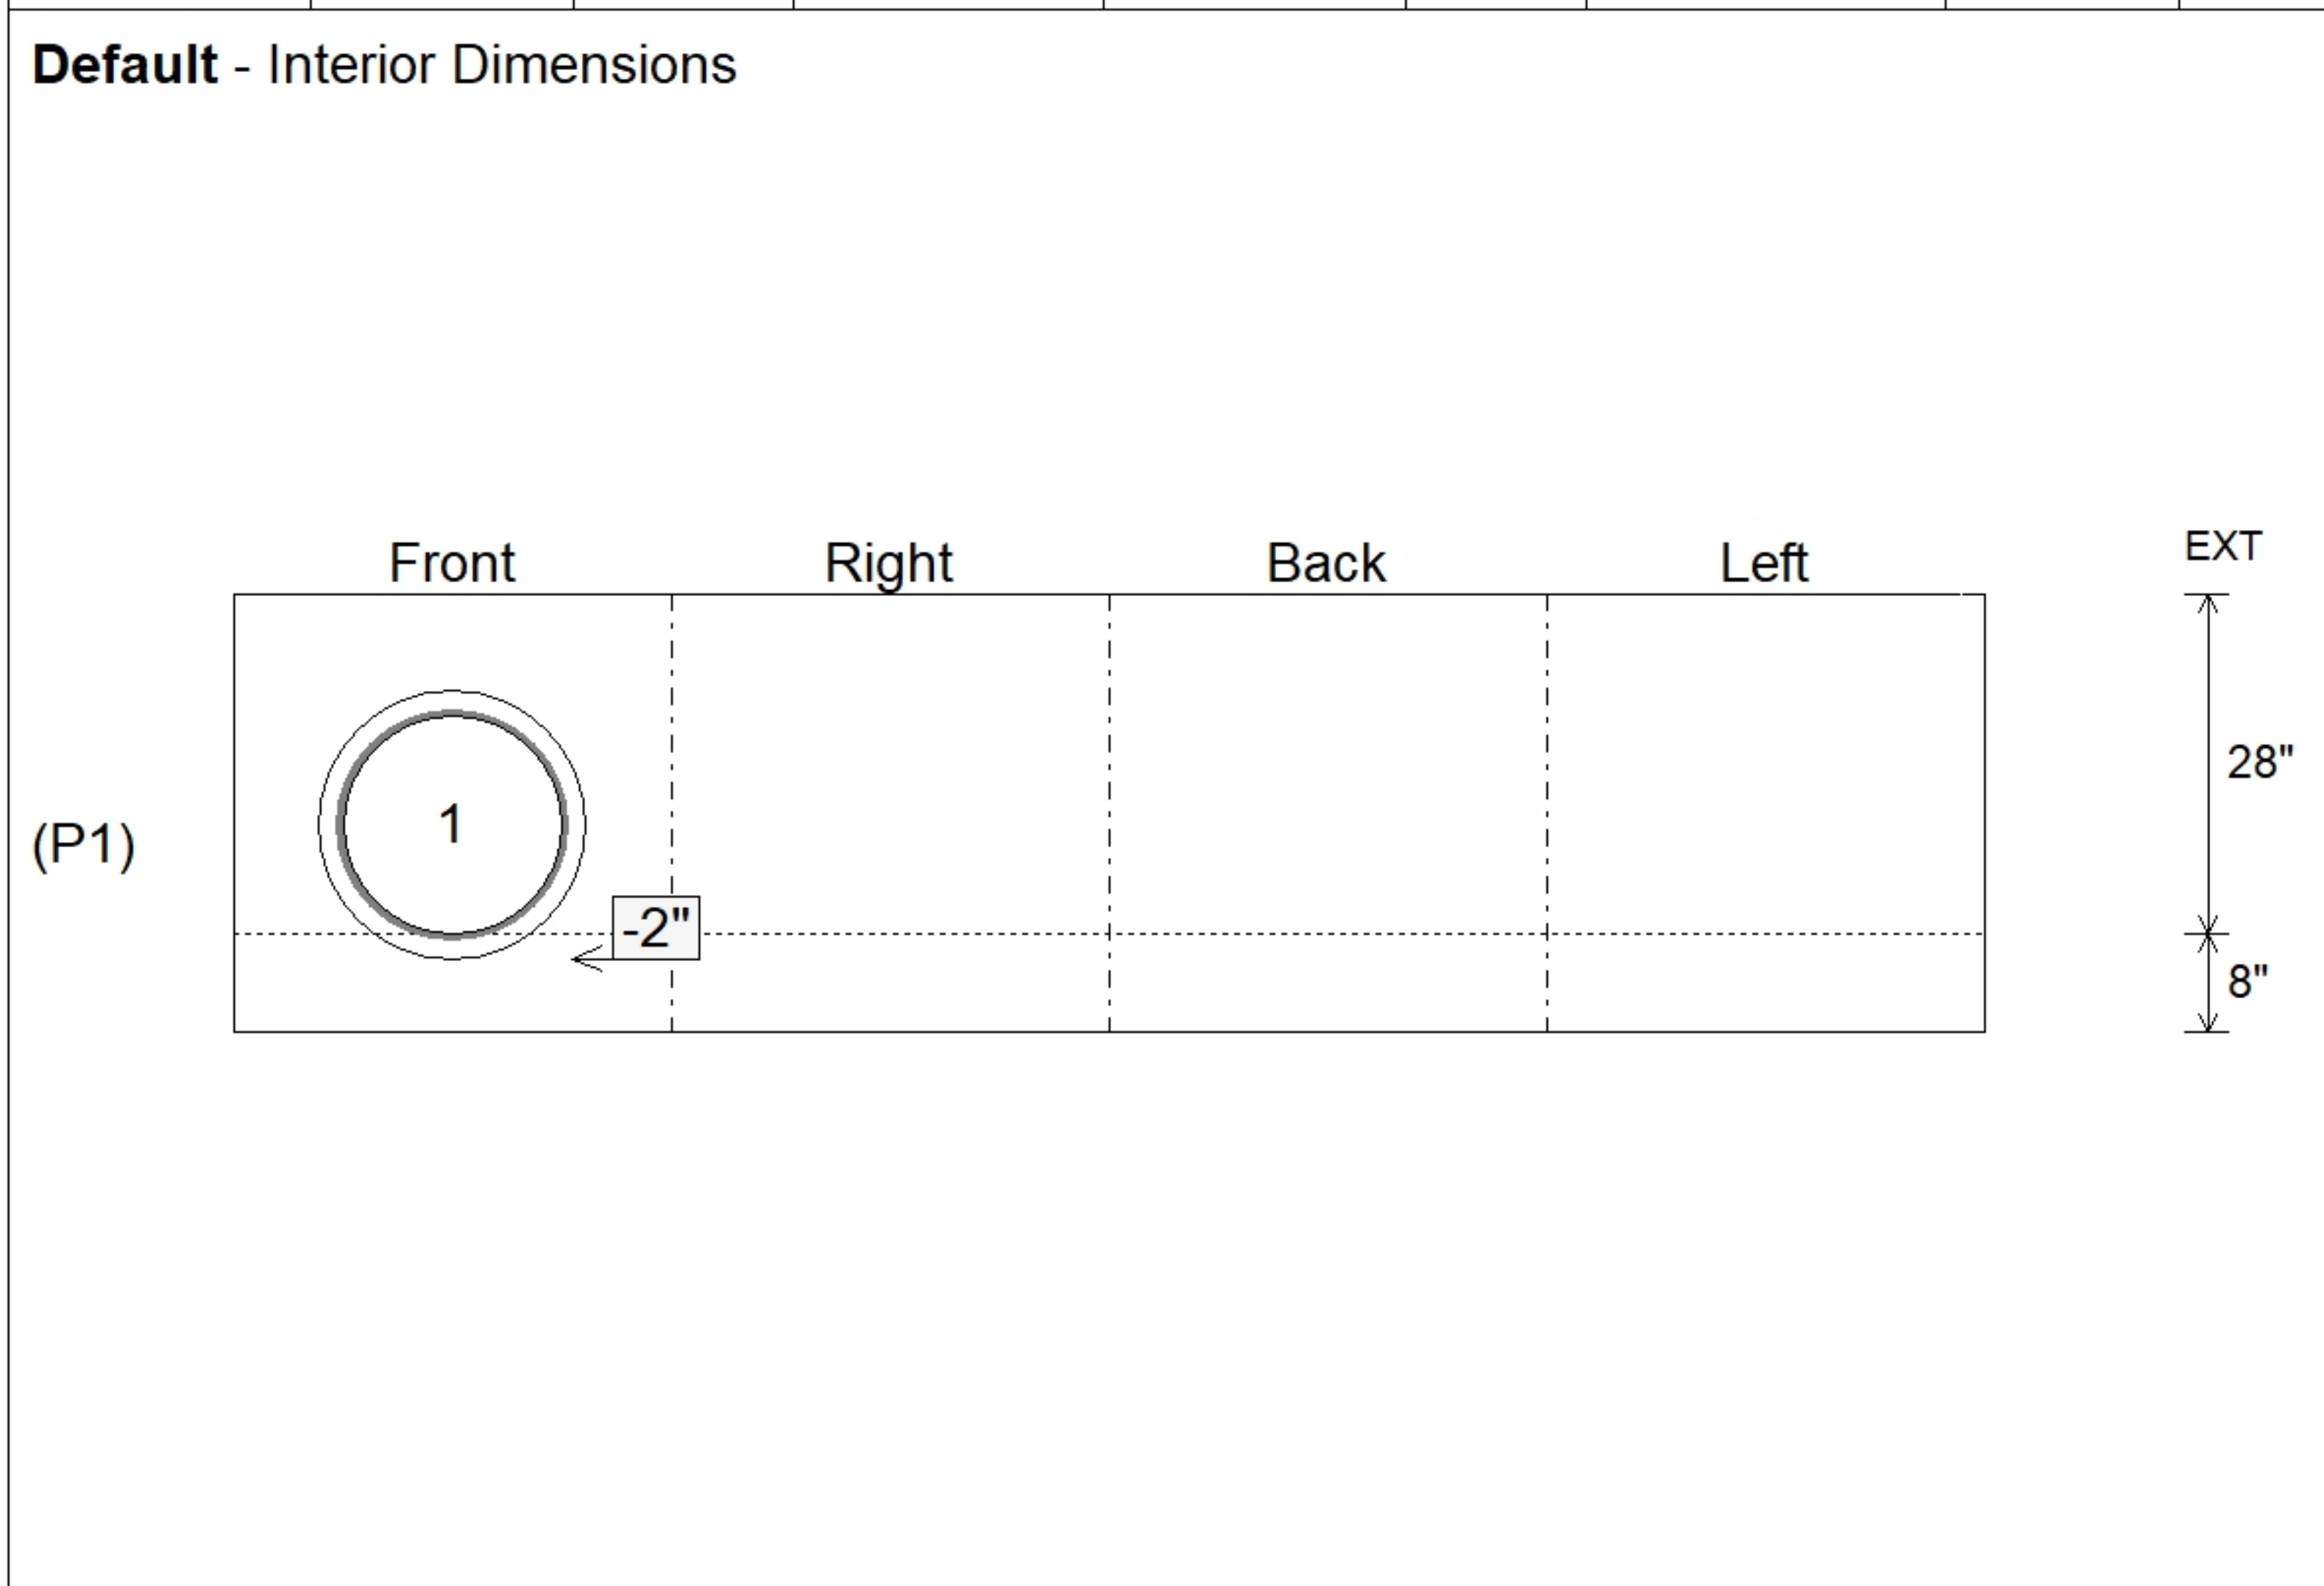 Default - Interior Dimensions
Front Right Back Left EXT
28"
(P1) 1
-2"
8"